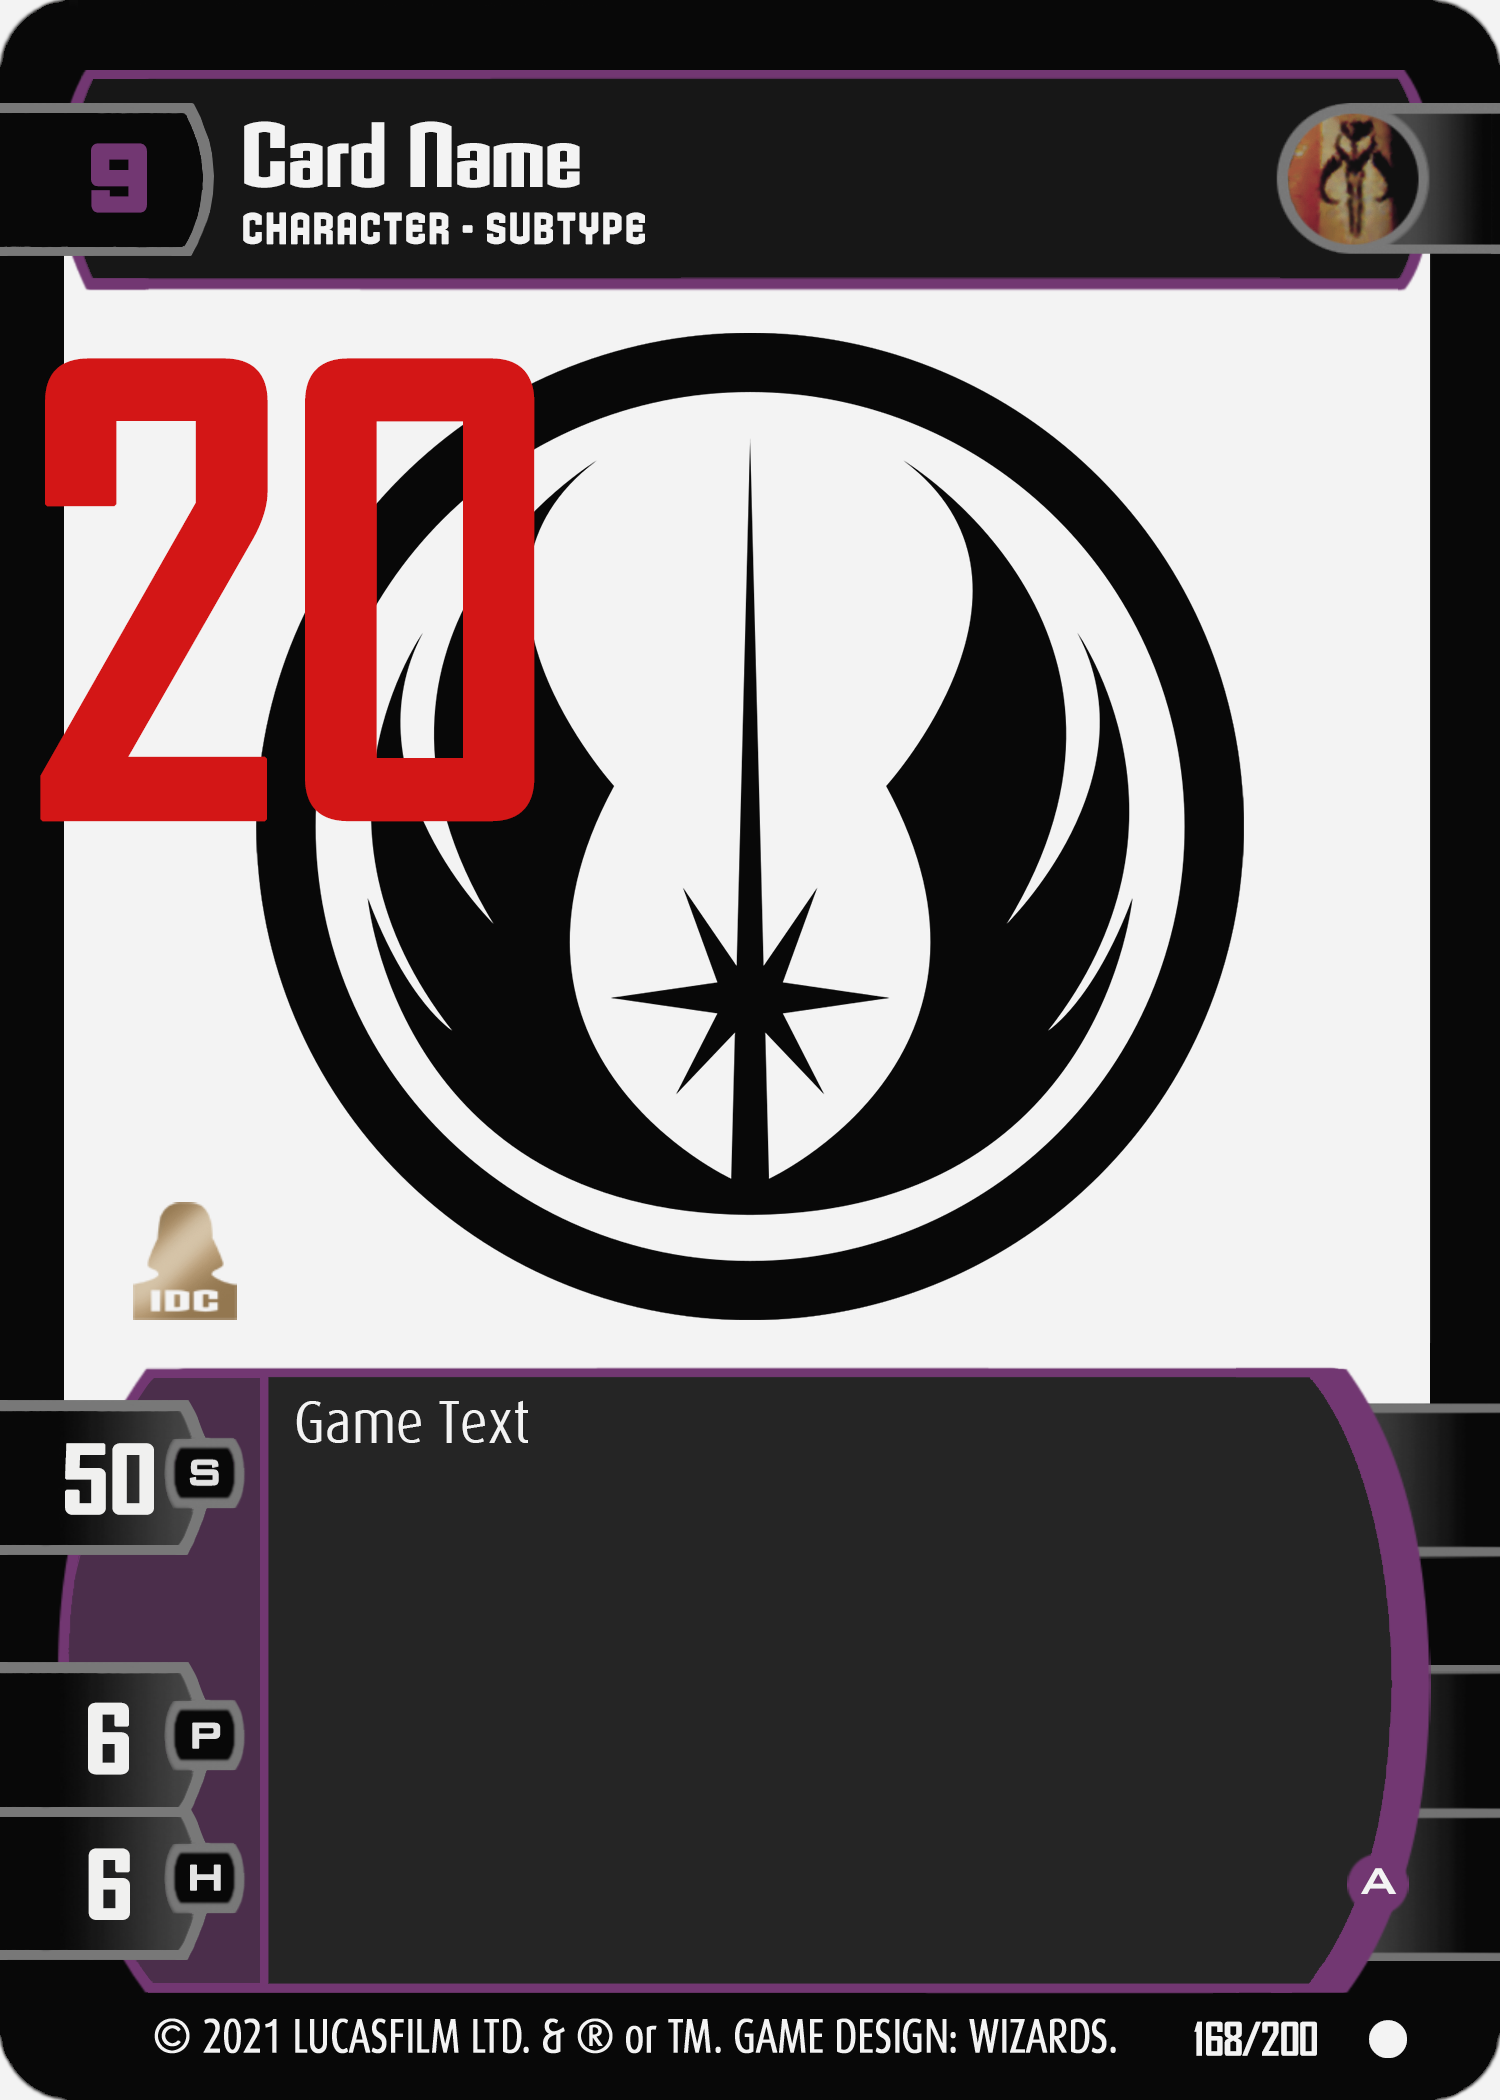 9
Card Name
CHARACTER - SUBTYPE
20
IDC
Game Text
50 S
6 P
6 H
A
© 2021 LUCASFILM LTD. & ® or TM. GAME DESIGN: WIZARDS.
168/200